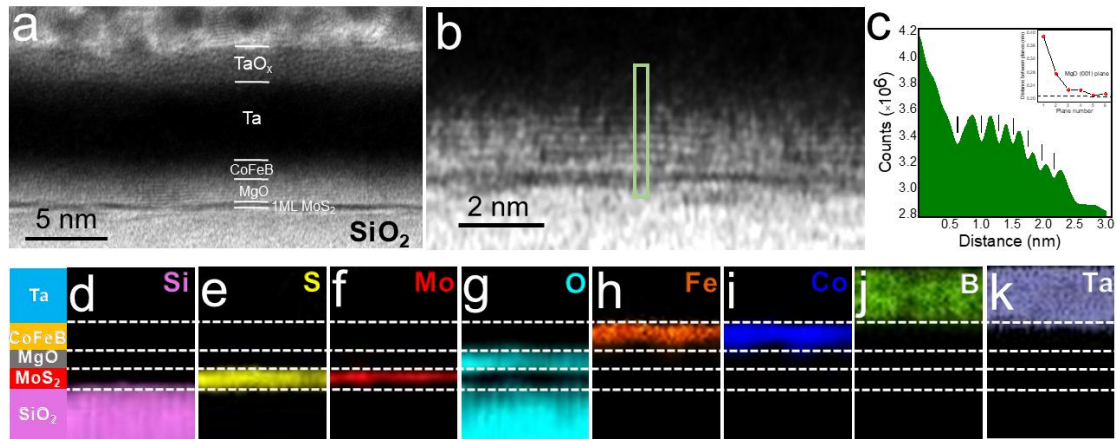 a
TaOₓ
Ta
CoFeB
MgO
1ML MoS₂
5 nm
SiO₂
b
2 nm
c
4.2
3.9
3.6
3.4
3.2
3.0
2.8
Counts (×10⁶
0.0 0.5 1.0 1.5 2.0 2.5 3.0
Distance (nm)
MgO (001) plane
Plane number
Ta
CoFeB
MgO
MoS₂
SiO₂
d Si
e S
f Mo
g O
h Fe
i Co
j B
k Ta